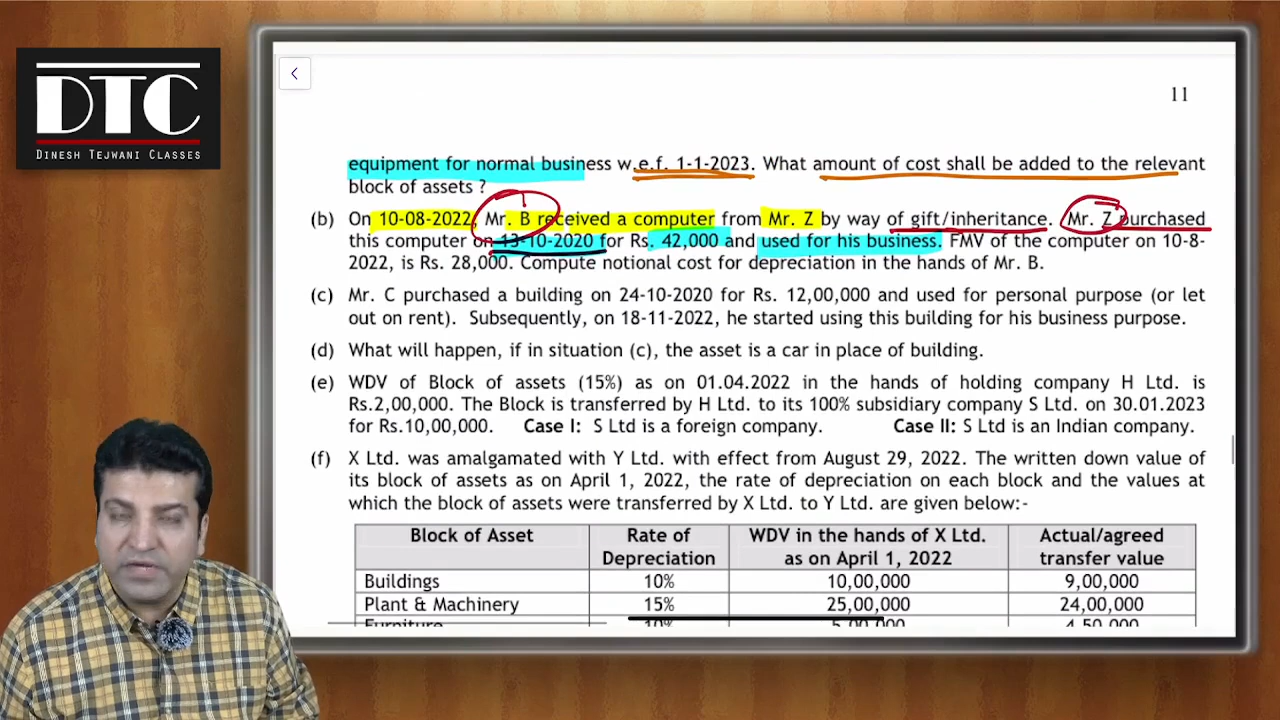 DTC
DINESH TEJWANI CLASSES
11
equipment for normal business w.e.f. 1-1-2023. What amount of cost shall be added to the relevant
block of assets ?
(b) On 10-08-2022, Mr. B received a computer from Mr. Z by way of gift/inheritance. Mr. Z purchased
this computer on 13-10-2020 for Rs. 42,000 and used for his business. FMV of the computer on 10-8-
2022, is Rs. 28,000. Compute notional cost for depreciation in the hands of Mr. B.
(c) Mr. C purchased a building on 24-10-2020 for Rs. 12,00,000 and used for personal purpose (or let
out on rent). Subsequently, on 18-11-2022, he started using this building for his business purpose.
(d) What will happen, if in situation (c), the asset is a car in place of building.
(e) WDV of Block of assets (15%) as on 01.04.2022 in the hands of holding company H Ltd. is
Rs.2,00,000. The Block is transferred by H Ltd. to its 100% subsidiary company S Ltd. on 30.01.2023
for Rs.10,00,000. Case I: S Ltd is a foreign company. Case II: S Ltd is an Indian company.
(f) X Ltd. was amalgamated with Y Ltd. with effect from August 29, 2022. The written down value of
its block of assets as on April 1, 2022, the rate of depreciation on each block and the values at
which the block of assets were transferred by X Ltd. to Y Ltd. are given below:-
Block of Asset Rate of Depreciation WDV in the hands of X Ltd. as on April 1, 2022 Actual/agreed transfer value
Buildings 10% 10,00,000 9,00,000
Plant & Machinery 15% 25,00,000 24,00,000
Furniture 10% 5,00,000 4,50,000